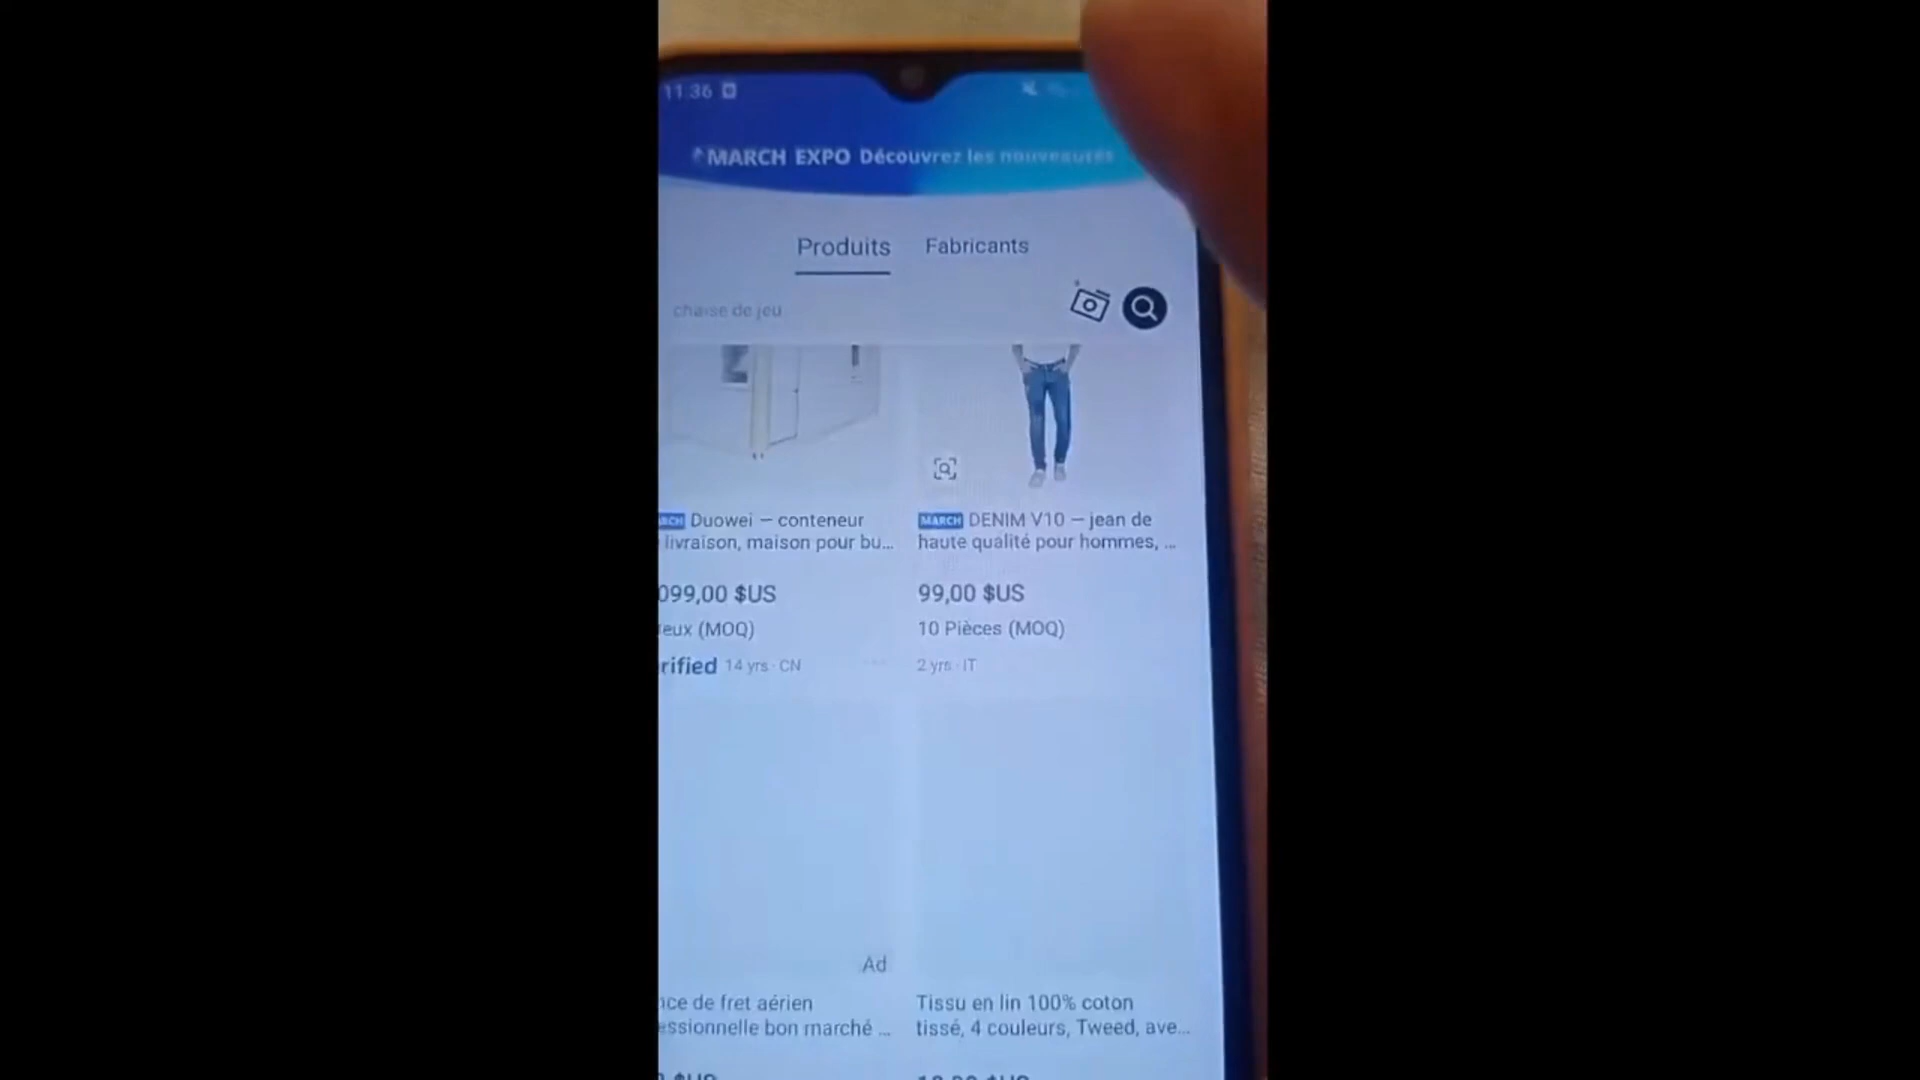 11:36
MARCH EXPO Découvrez les nouveautés
Produits
Fabricants
chaise de jeu
Duowei – conteneur
livraison, maison pour bu...
099,00 $US
(MOQ)
14 yrs · CN
MARCH DENIM V10 – jean de
haute qualité pour hommes, ...
99,00 $US
10 Pièces (MOQ)
2 yrs · IT
Ad
de fret aérien
bon marché ...
Tissu en lin 100% coton
tissé, 4 couleurs, Tweed, ave...